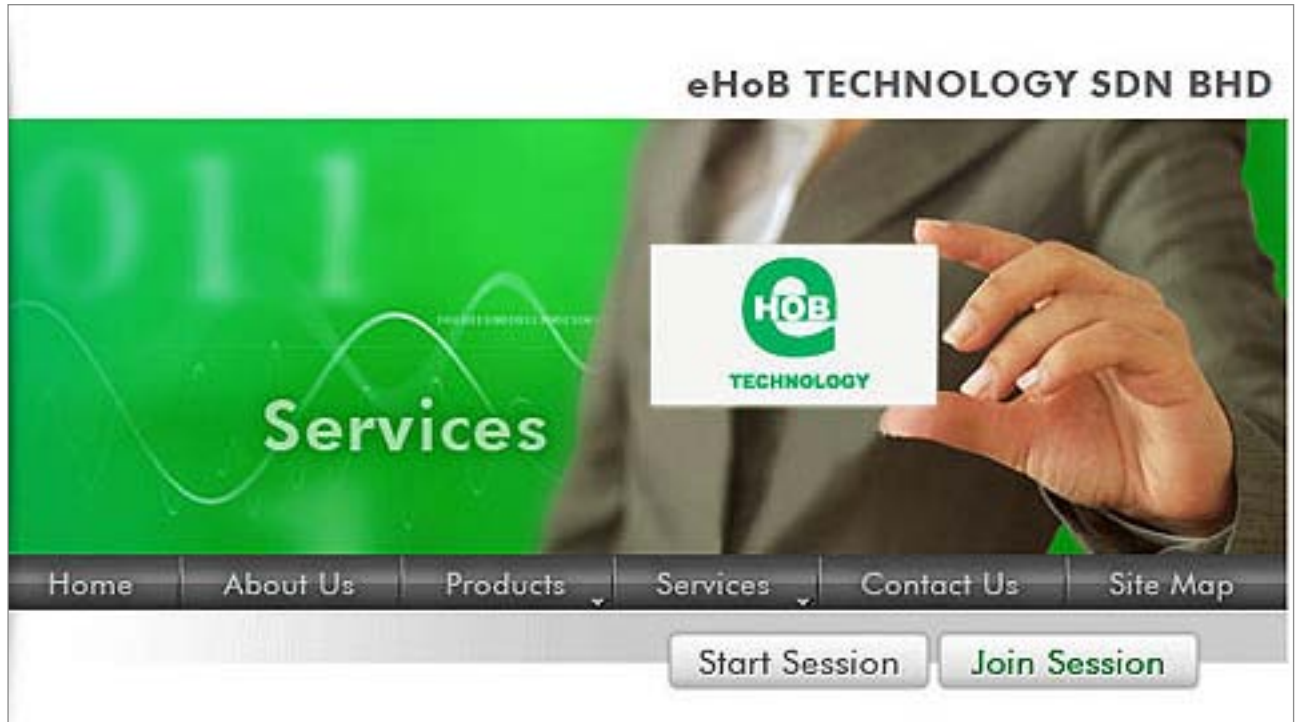 eHoB TECHNOLOGY SDN BHD
011
HOB
TECHNOLOGY
Services
Home About Us Products Services Contact Us Site Map
Start Session Join Session